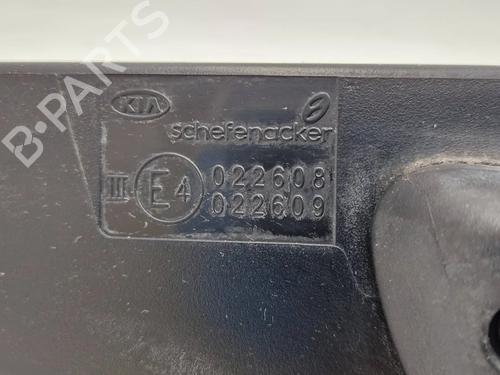 KIA
schefenacker
III E4 022608
022609
B-PARTS